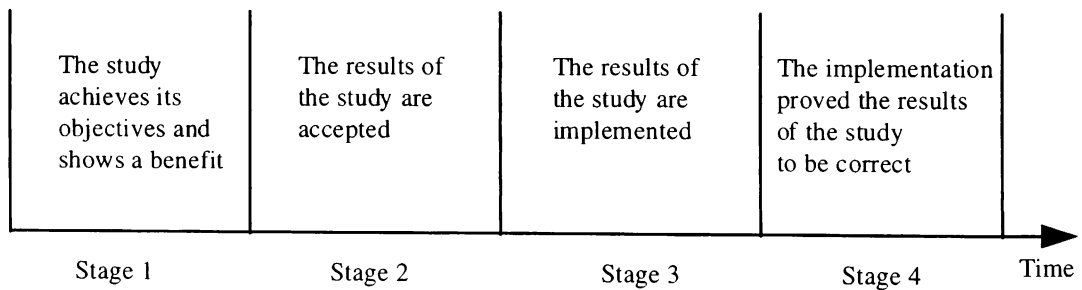 The study
achieves its
objectives and
shows a benefit
The results of
the study are
accepted
The results of
the study are
implemented
The implementation
proved the results
of the study
to be correct
Stage 1
Stage 2
Stage 3
Stage 4
Time